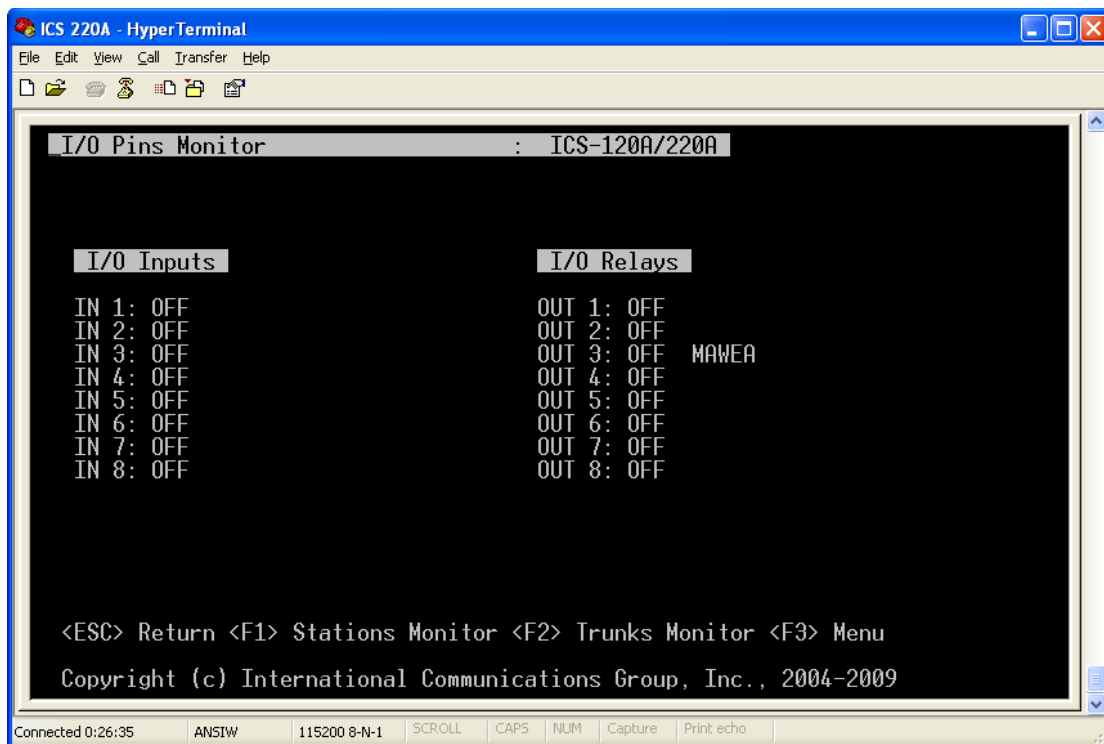 ICS 220A - HyperTerminal
File Edit View Call Transfer Help
I/O Pins Monitor : ICS-120A/220A
I/O Inputs I/O Relays
IN 1: OFF OUT 1: OFF
IN 2: OFF OUT 2: OFF
IN 3: OFF OUT 3: OFF MAWEA
IN 4: OFF OUT 4: OFF
IN 5: OFF OUT 5: OFF
IN 6: OFF OUT 6: OFF
IN 7: OFF OUT 7: OFF
IN 8: OFF OUT 8: OFF
<ESC> Return <F1> Stations Monitor <F2> Trunks Monitor <F3> Menu
Copyright (c) International Communications Group, Inc., 2004-2009
Connected 0:26:35 ANSIW 115200 8-N-1 SCROLL CAPS NUM Capture Print echo